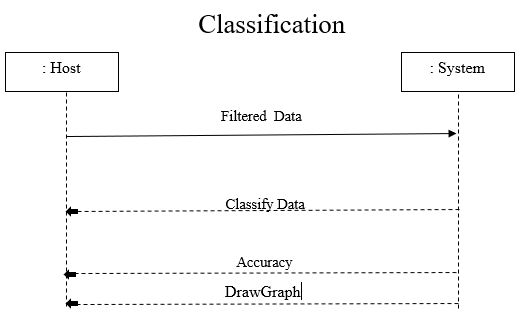 Classification
: Host
: System
Filtered Data
Classify Data
Accuracy
DrawGraph